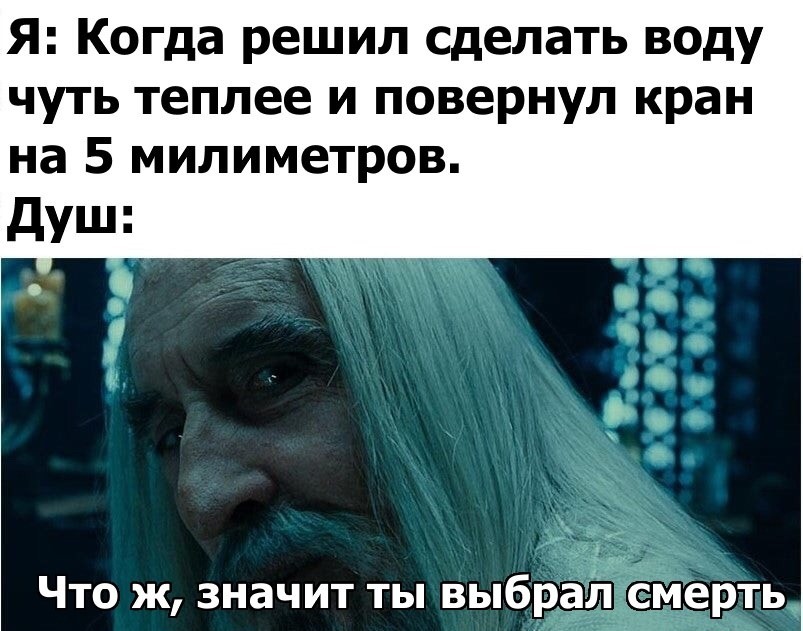 Я: Когда решил сделать воду
чуть теплее и повернул кран
на 5 милиметров.
Душ:
Что ж, значит ты выбрал смерть